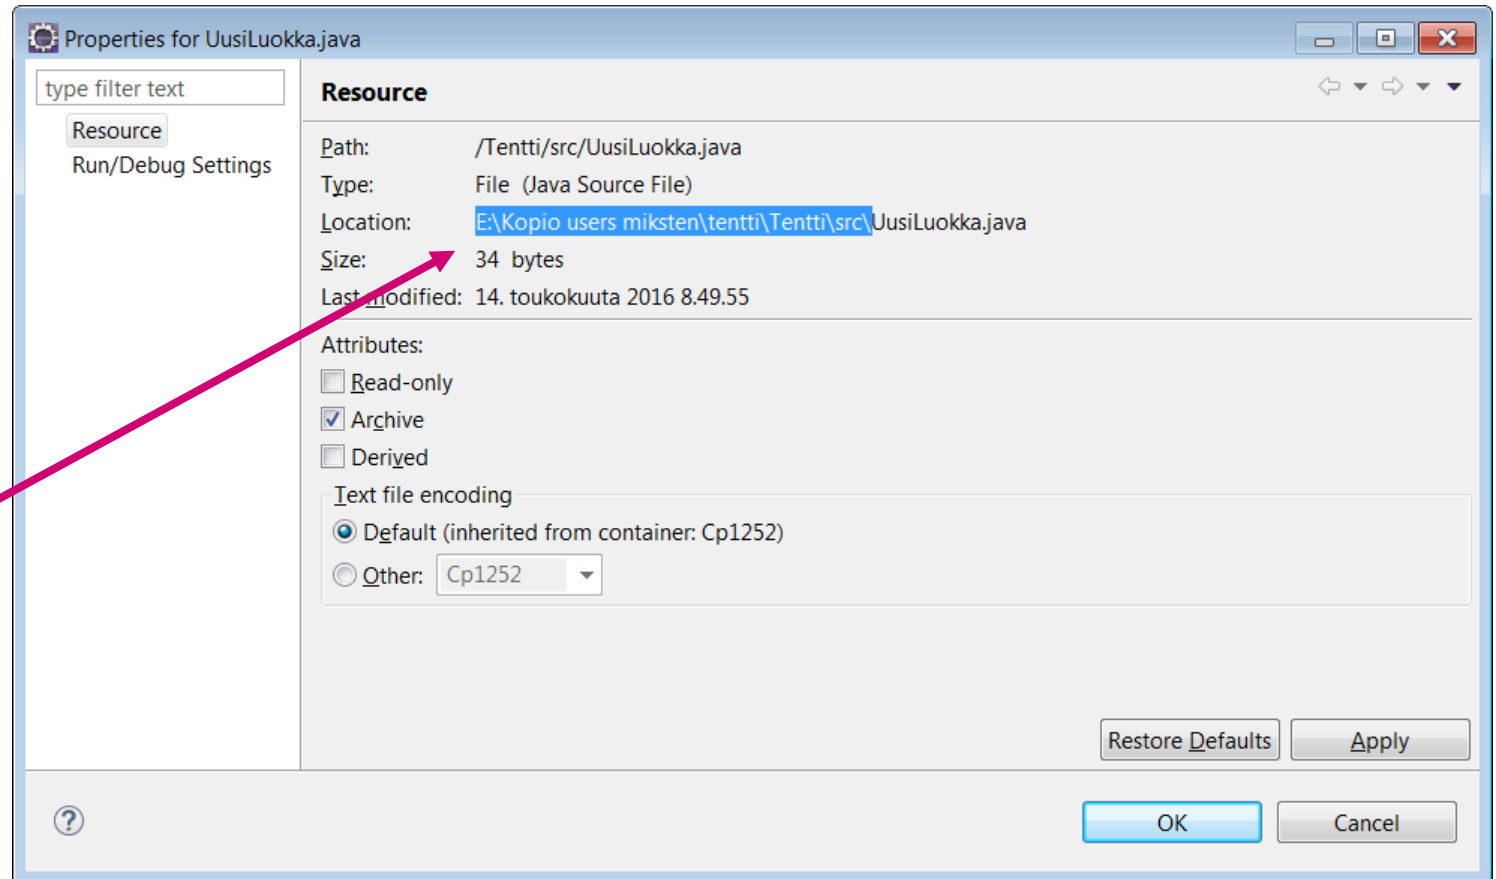 Properties for UusiLuokka.java
type filter text
Resource
Run/Debug Settings
Resource
Path: /Tentti/src/UusiLuokka.java
Type: File (Java Source File)
Location: E:\Kopio users miksten\tentti\Tentti\src\UusiLuokka.java
Size: 34 bytes
Last modified: 14. toukokuuta 2016 8.49.55
Attributes:
Read-only
Archive
Derived
Text file encoding
Default (inherited from container: Cp1252)
Other: Cp1252
Restore Defaults Apply
? OK Cancel